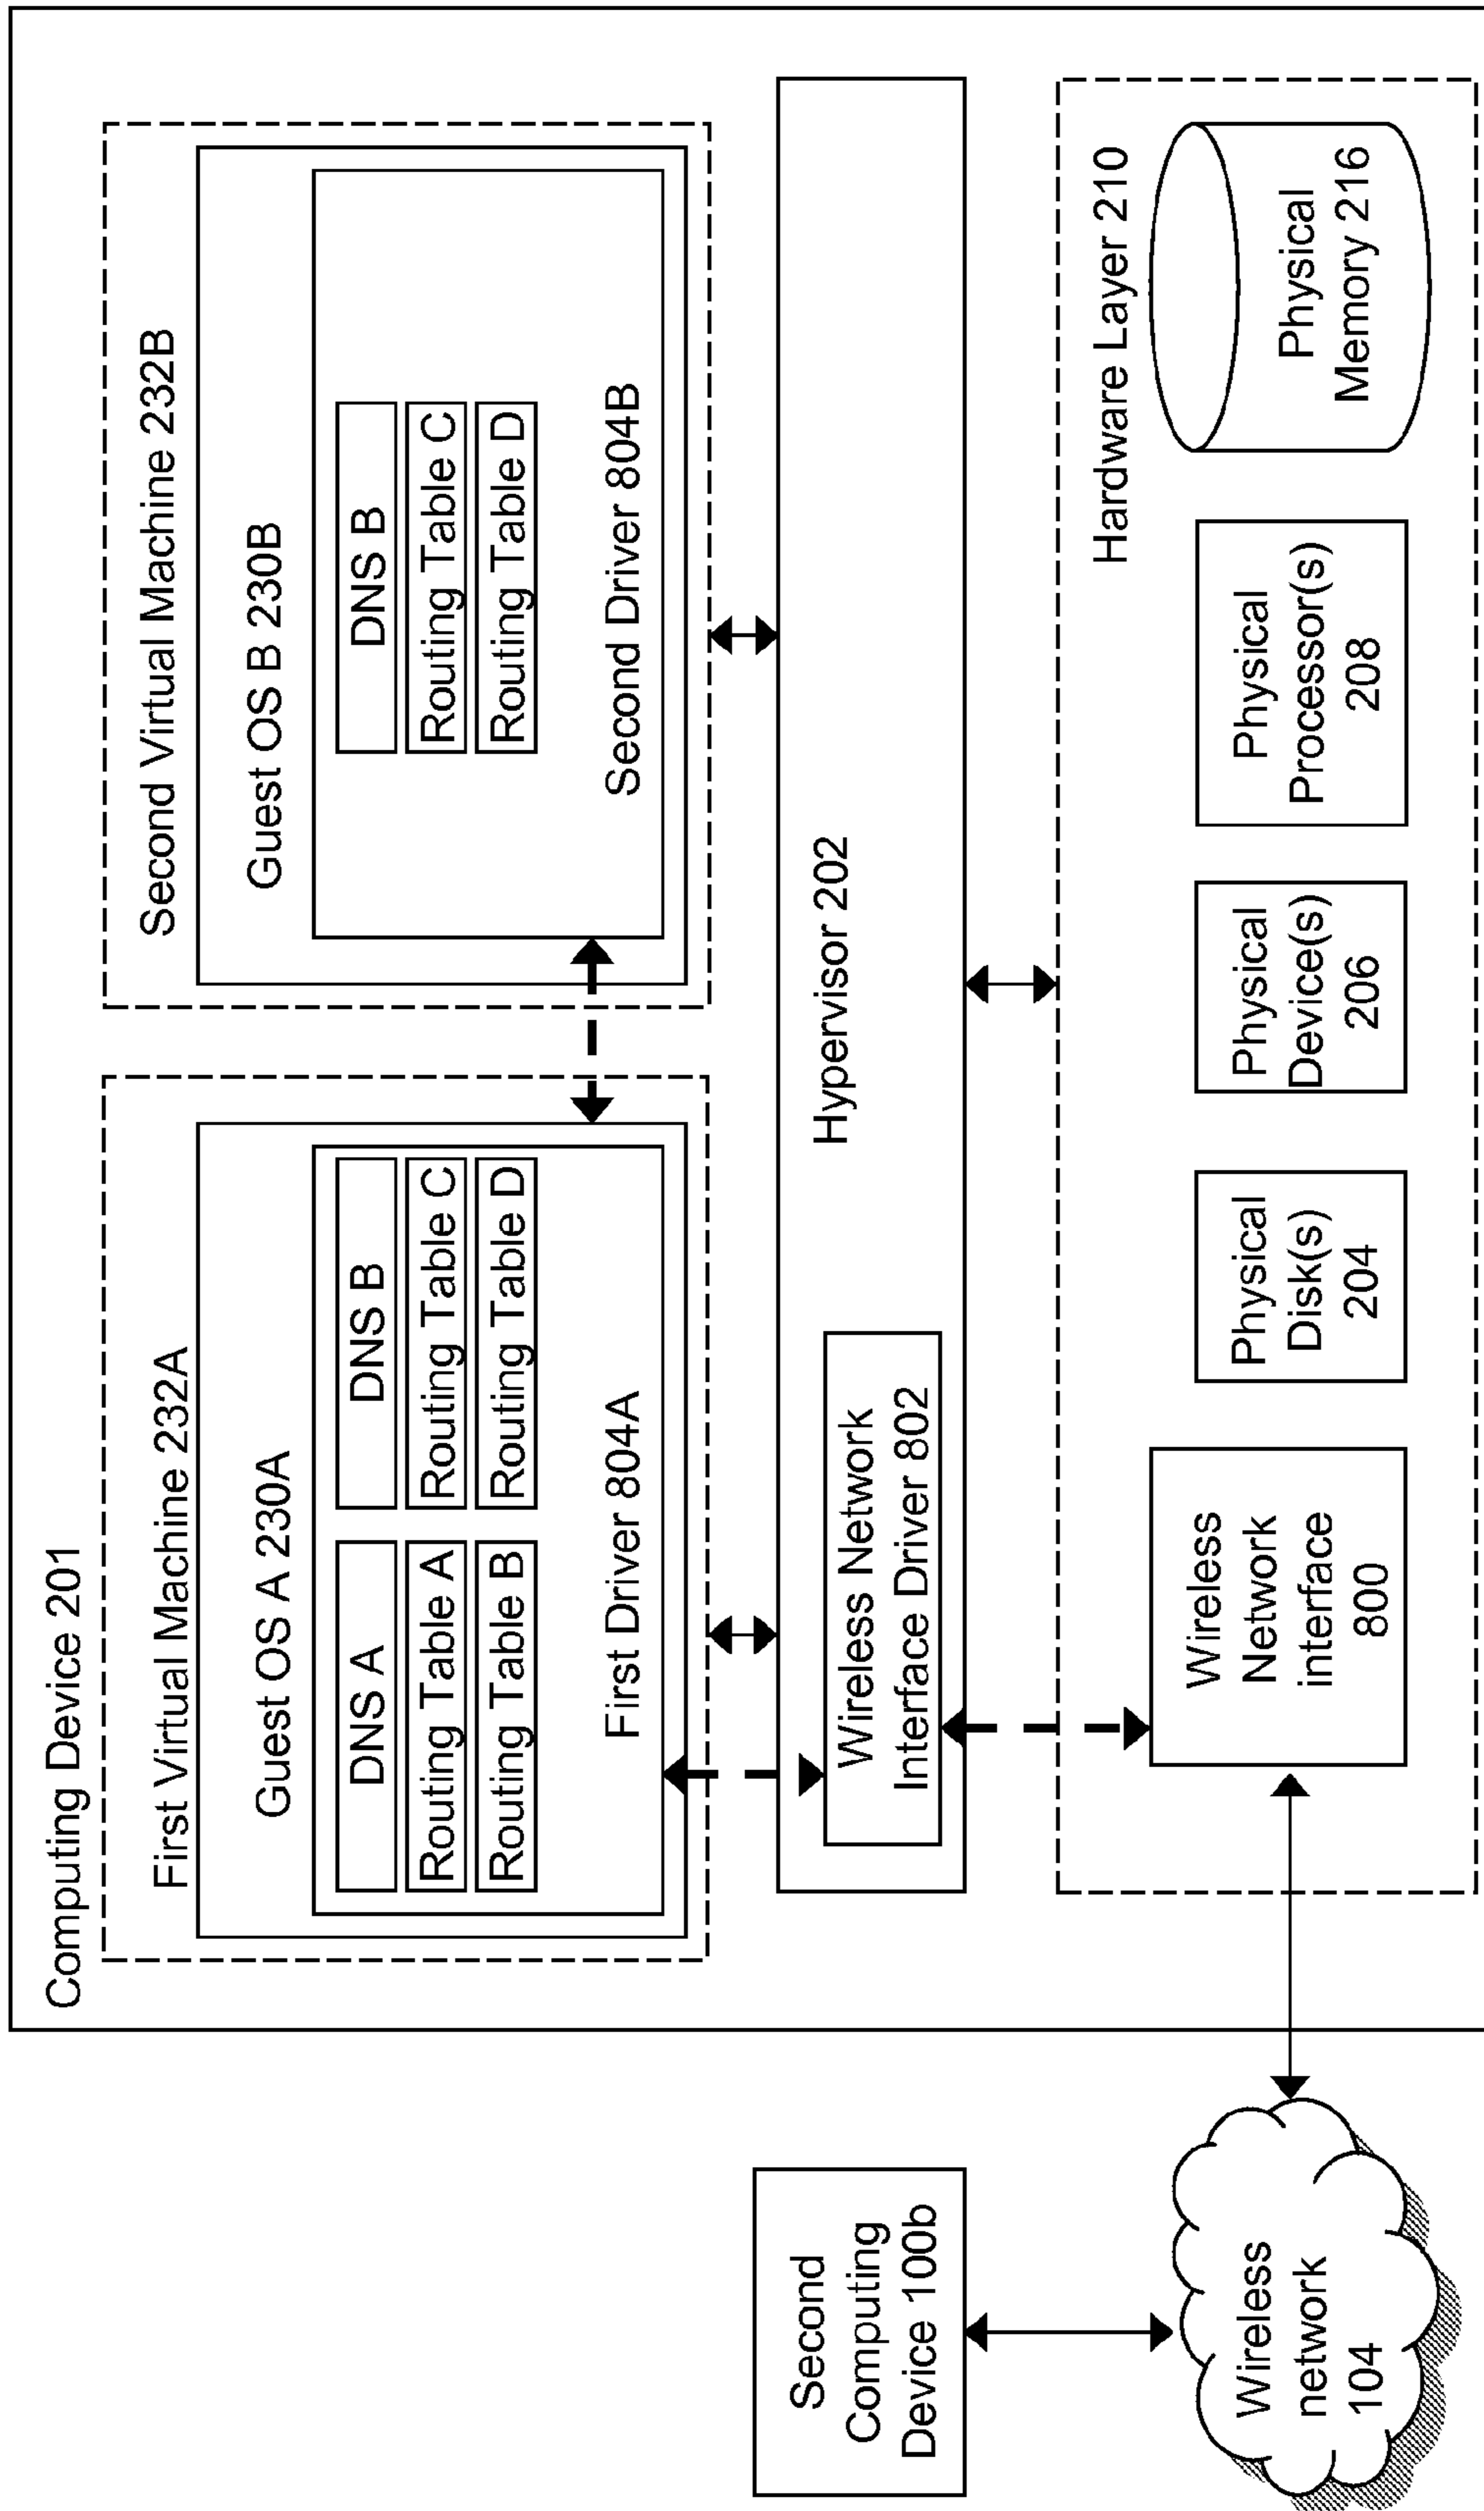 Computing Device 201
First Virtual Machine 232A
Guest OS A 230A
DNS A
Routing Table A
Routing Table B
DNS B
Routing Table C
Routing Table D
First Driver 804A
Second Virtual Machine 232B
Guest OS B 230B
DNS B
Routing Table C
Routing Table D
Second Driver 804B
Hypervisor 202
Wireless Network
Interface Driver 802
Hardware Layer 210
Wireless
Network
interface
800
Physical
Disk(s)
204
Physical
Device(s)
206
Physical
Processor(s)
208
Physical
Memory 216
Second
Computing
Device 100b
Wireless
network
104